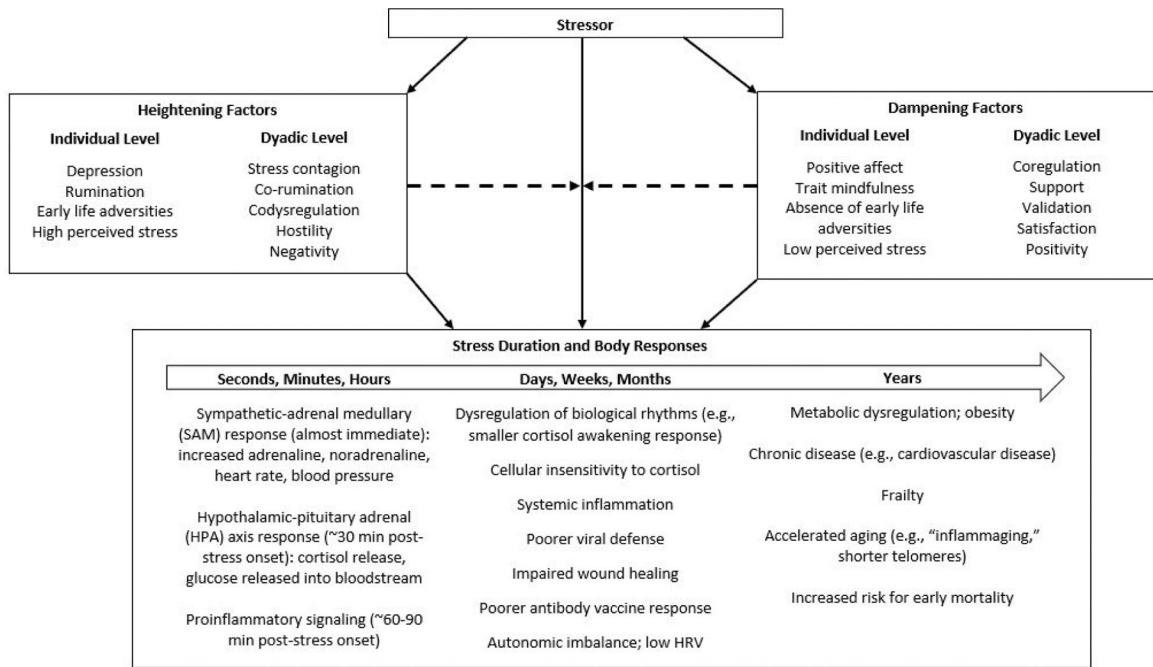 Stressor
Heightening Factors
Individual Level
Depression
Rumination
Early life adversities
High perceived stress
Dyadic Level
Stress contagion
Co-rumination
Codysregulation
Hostility
Negativity
Dampening Factors
Individual Level
Positive affect
Trait mindfulness
Absence of early life
adversities
Low perceived stress
Dyadic Level
Coregulation
Support
Validation
Satisfaction
Positivity
Stress Duration and Body Responses
Seconds, Minutes, Hours
Sympathetic-adrenal medullary
(SAM) response (almost immediate):
increased adrenaline, noradrenaline,
heart rate, blood pressure
Hypothalamic-pituitary adrenal
(HPA) axis response (~30 min post-
stress onset): cortisol release,
glucose released into bloodstream
Proinflammatory signaling (~60-90
min post-stress onset)
Days, Weeks, Months
Dysregulation of biological rhythms (e.g.,
smaller cortisol awakening response)
Cellular insensitivity to cortisol
Systemic inflammation
Poorer viral defense
Impaired wound healing
Poorer antibody vaccine response
Autonomic imbalance; low HRV
Years
Metabolic dysregulation; obesity
Chronic disease (e.g., cardiovascular disease)
Frailty
Accelerated aging (e.g., “inflammaging,”
shorter telomeres)
Increased risk for early mortality